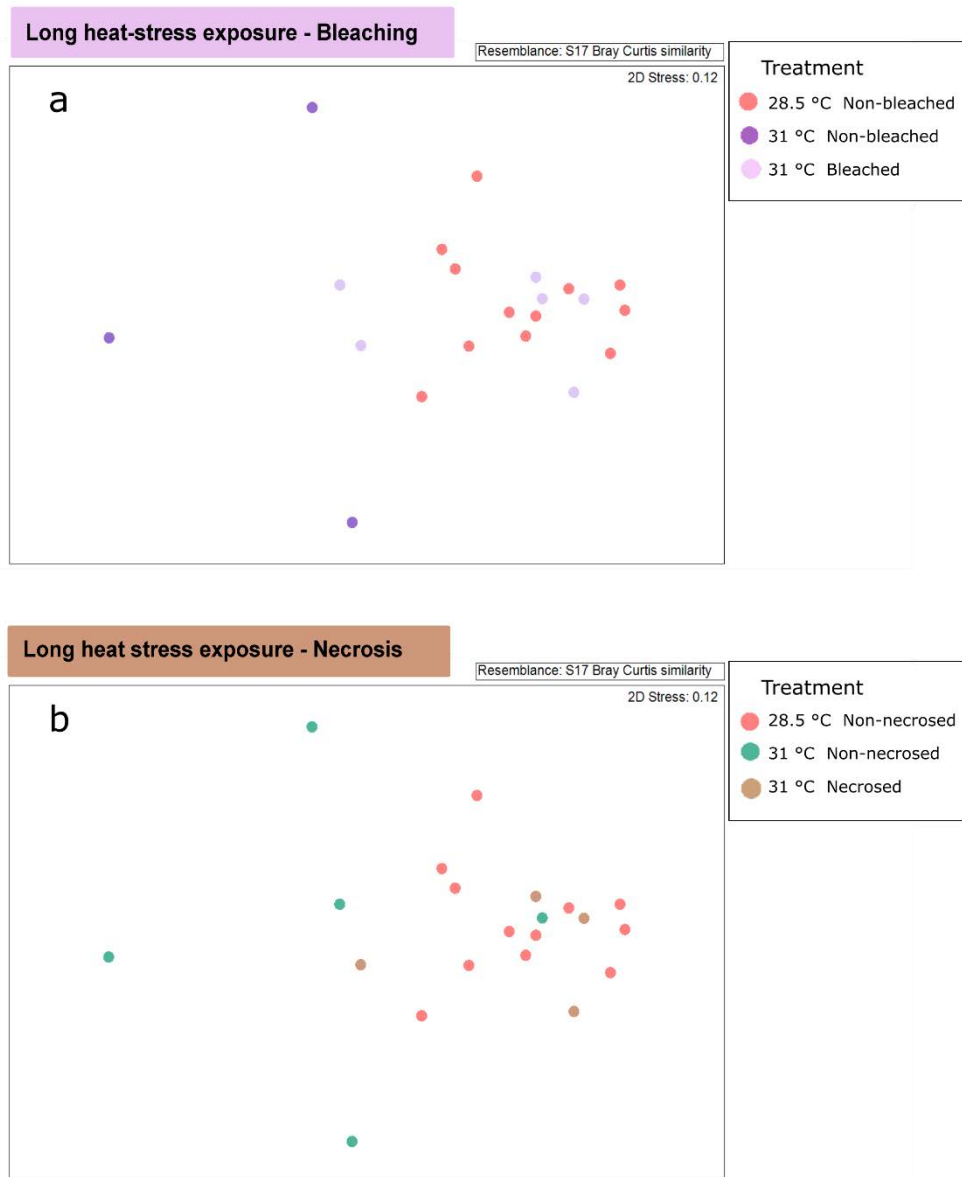 Long heat-stress exposure - Bleaching
Resemblance: S17 Bray Curtis similarity
2D Stress: 0.12
a
Treatment
28.5 °C Non-bleached
31 °C Non-bleached
31 °C Bleached
Long heat stress exposure - Necrosis
Resemblance: S17 Bray Curtis similarity
2D Stress: 0.12
b
Treatment
28.5 °C Non-necrosed
31 °C Non-necrosed
31 °C Necrosed